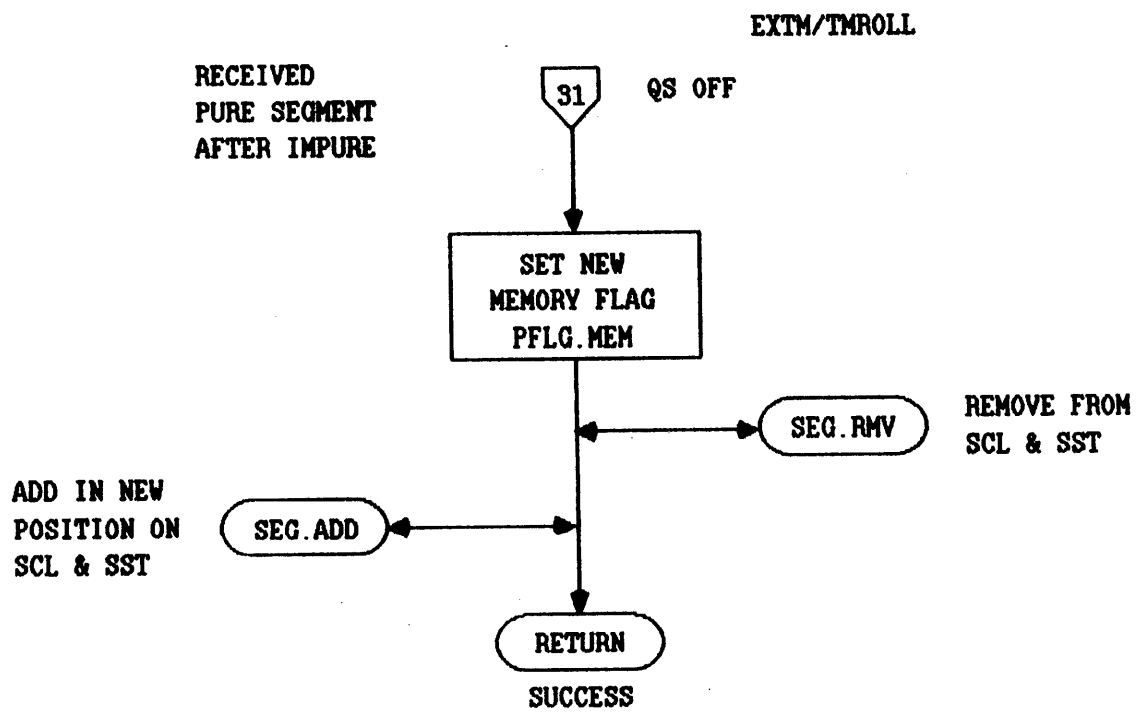 EXTM/TMROLL
RECEIVED
PURE SEGMENT
AFTER IMPURE
31
QS OFF
SET NEW
MEMORY FLAG
PFLG.MEM
SEG.RMV
REMOVE FROM
SCL & SST
ADD IN NEW
POSITION ON
SCL & SST
SEG.ADD
RETURN
SUCCESS